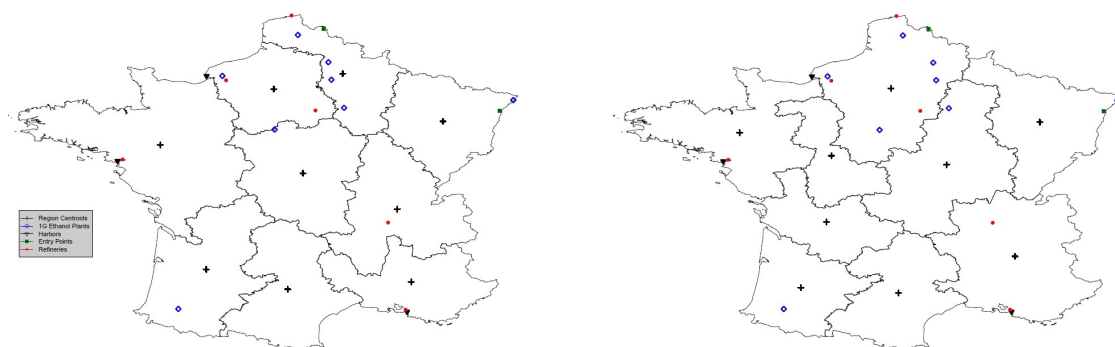 Region Centroids
1G Ethanol Plants
Harbors
Entry Points
Refineries